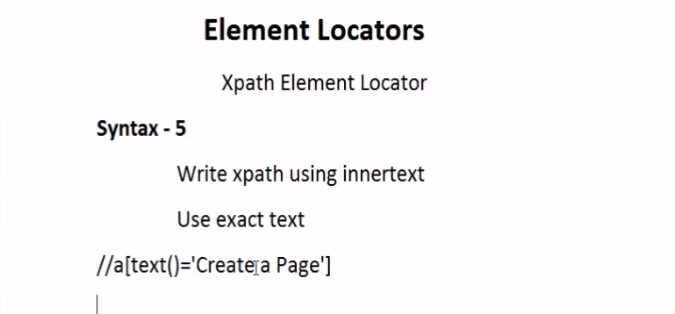 Element Locators
Xpath Element Locator
Syntax - 5
Write xpath using innertext
Use exact text
//a[text()='Create a Page']